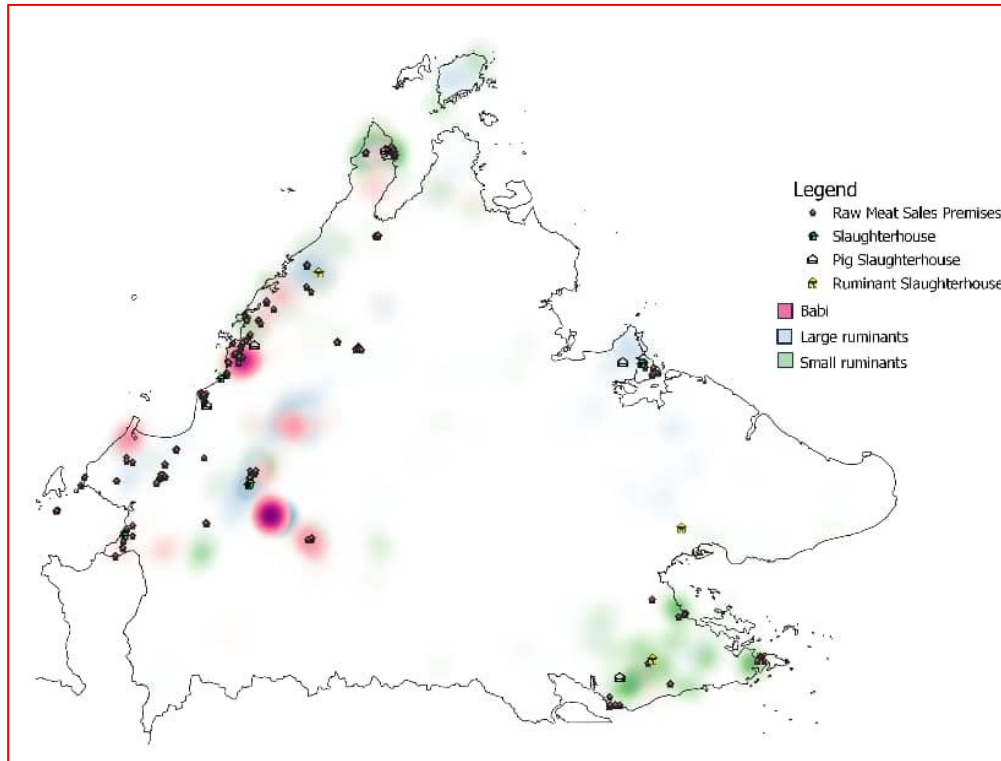 Legend
Raw Meat Sales Premises
Slaughterhouse
Pig Slaughterhouse
Ruminant Slaughterhouse
Babi
Large ruminants
Small ruminants